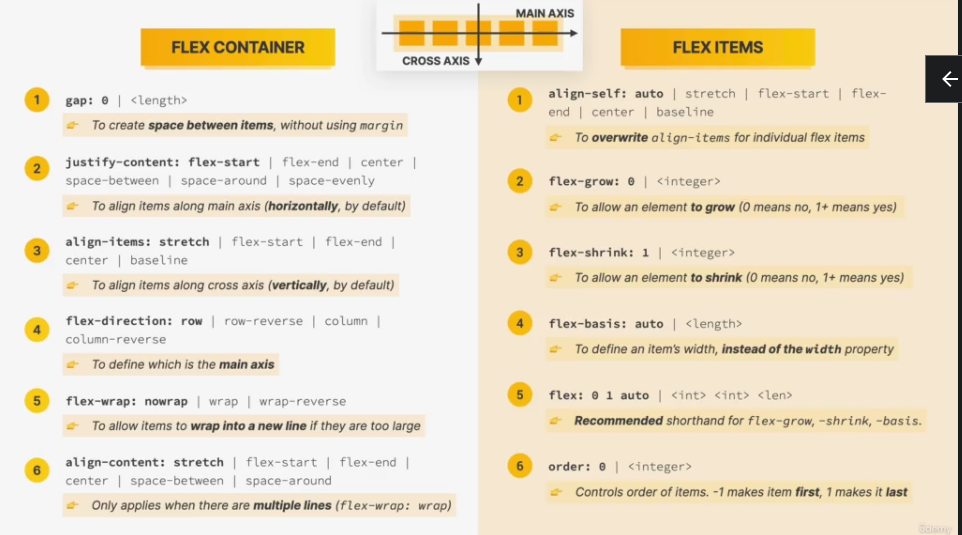 MAIN AXIS
CROSS AXIS
FLEX CONTAINER
1
gap: 0 | <length>
To create space between items, without using margin
2
justify-content: flex-start | flex-end | center |
space-between | space-around | space-evenly
To align items along main axis (horizontally, by default)
3
align-items: stretch | flex-start | flex-end |
center | baseline
To align items along cross axis (vertically, by default)
4
flex-direction: row | row-reverse | column |
column-reverse
To define which is the main axis
5
flex-wrap: nowrap | wrap | wrap-reverse
To allow items to wrap into a new line if they are too large
6
align-content: stretch | flex-start | flex-end |
center | space-between | space-around
Only applies when there are multiple lines (flex-wrap: wrap)
FLEX ITEMS
1
align-self: auto | stretch | flex-start | flex-
end | center | baseline
To overwrite align-items for individual flex items
2
flex-grow: 0 | <integer>
To allow an element to grow (0 means no, 1+ means yes)
3
flex-shrink: 1 | <integer>
To allow an element to shrink (0 means no, 1+ means yes)
4
flex-basis: auto | <length>
To define an item’s width, instead of the width property
5
flex: 0 1 auto | <int> <int> <len>
Recommended shorthand for flex-grow, -shrink, -basis.
6
order: 0 | <integer>
Controls order of items. -1 makes item first, 1 makes it last
Udemy